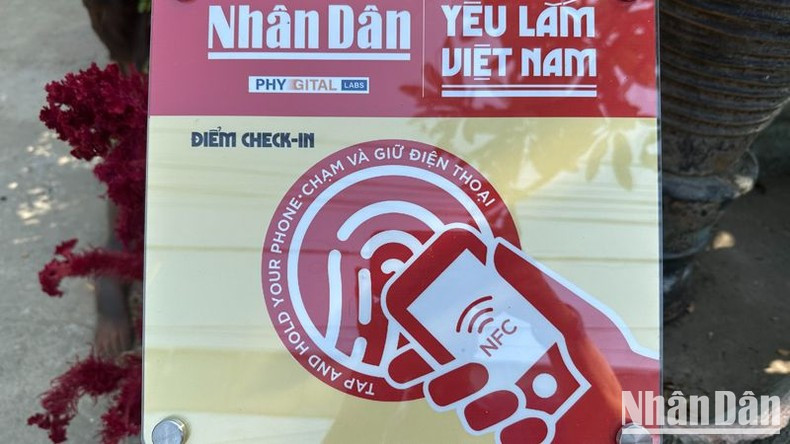 Nhân Dân
YÊU LẮM
VIỆT NAM
PHYGITAL LABS
ĐIỂM CHECK-IN
TAP AND HOLD YOUR PHONE • CHẠM VÀ GIỮ ĐIỆN THOẠI
NFC
Nhân Dân